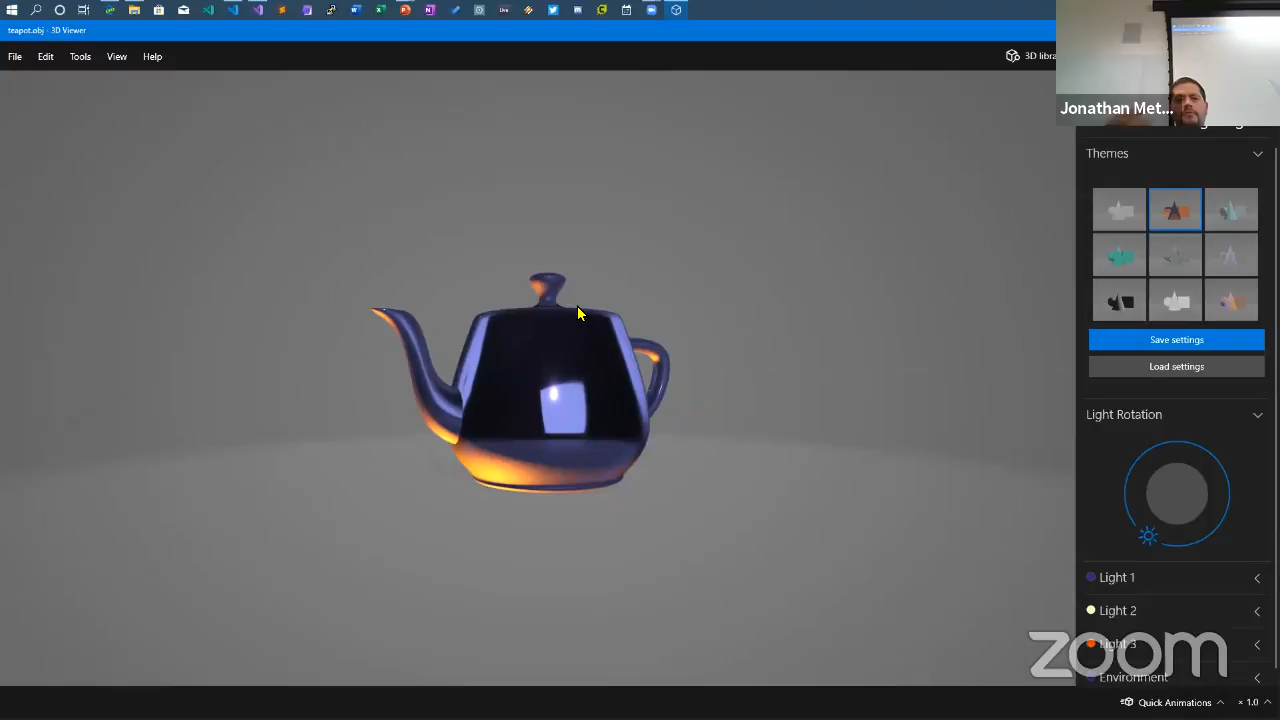 teapot.obj - 3D Viewer
File Edit Tools View Help
3D libra
Jonathan Met...
Themes
Save settings
Load settings
Light Rotation
Light 1
Light 2
Light 3
Environment
zoom
Quick Animations
× 1.0